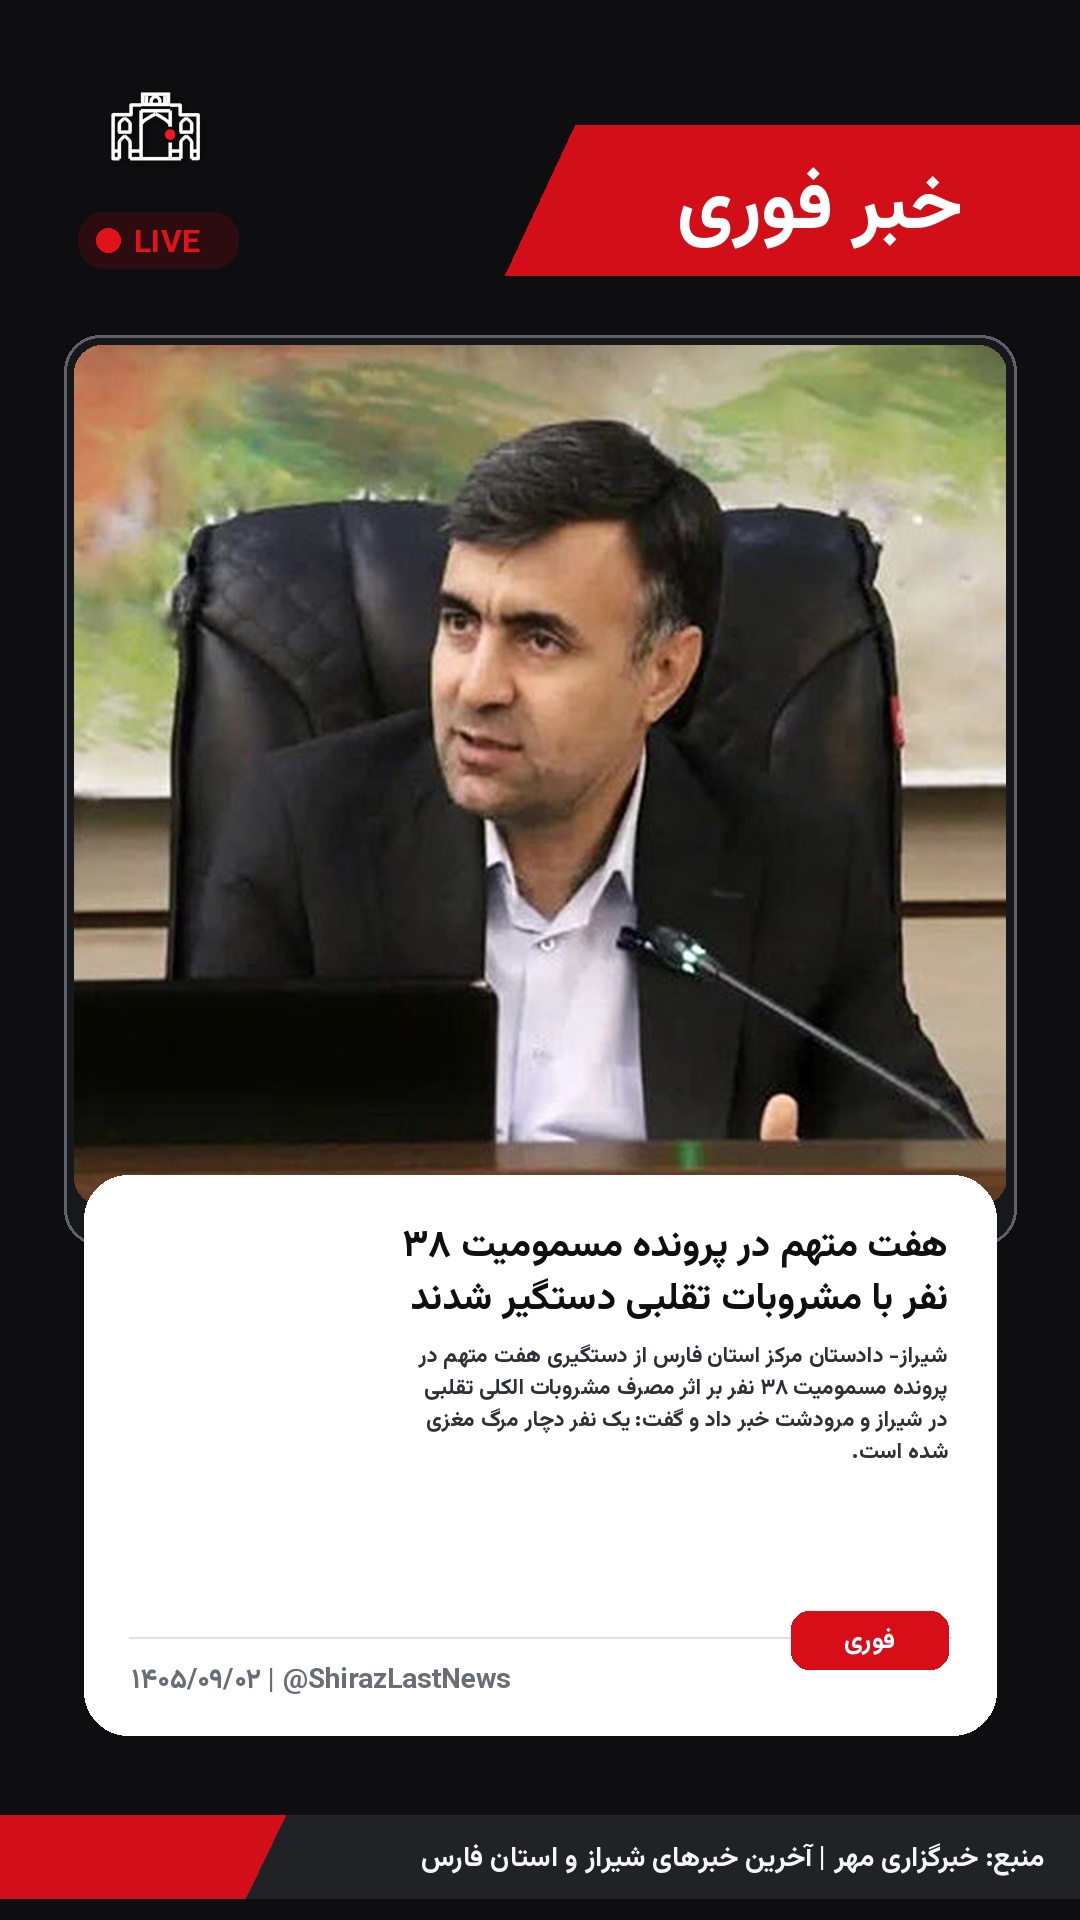 خبر فوری
LIVE
هفت متهم در پرونده مسمومیت ۳۸
نفر با مشروبات تقلبی دستگیر شدند
شیراز- دادستان مرکز استان فارس از دستگیری هفت متهم در
پرونده مسمومیت ۳۸ نفر بر اثر مصرف مشروبات الکلی تقلبی
در شیراز و مرودشت خبر داد و گفت: یک نفر دچار مرگ مغزی
شده است.
فوری
۱۴۰۵/۰۹/۰۲ | @ShirazLastNews
منبع: خبرگزاری مهر | آخرین خبرهای شیراز و استان فارس